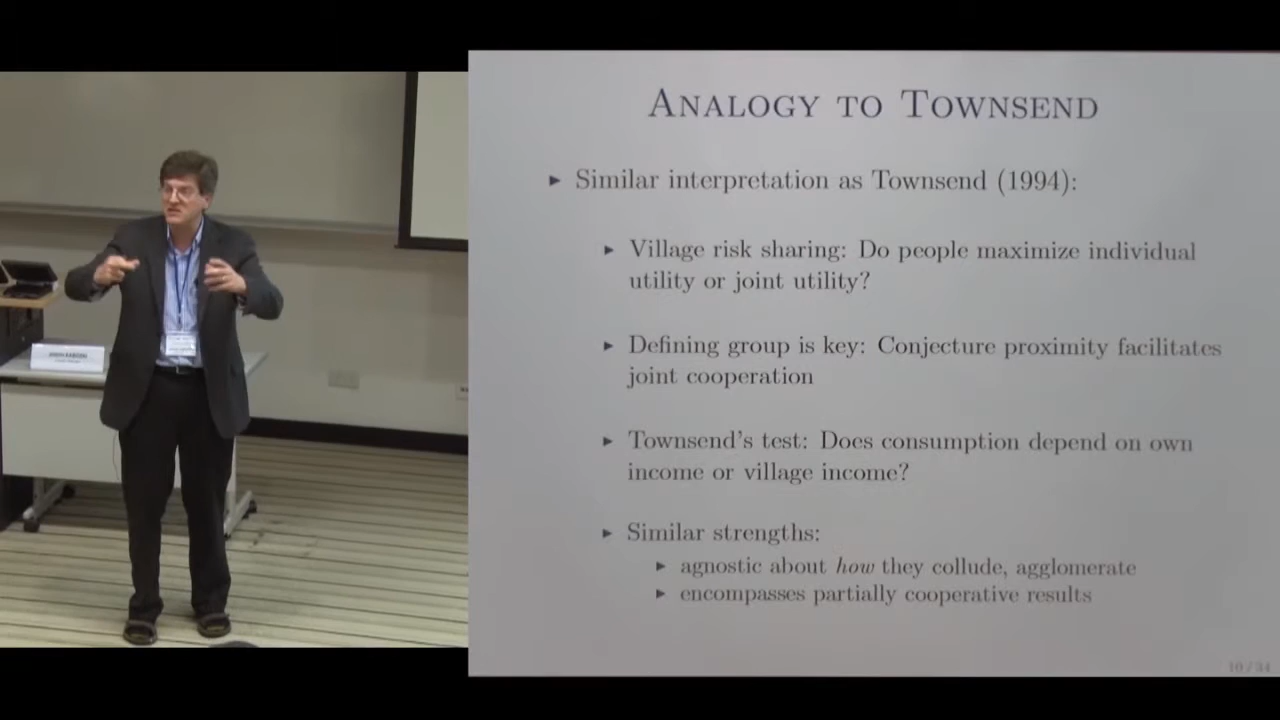 ANALOGY TO TOWNSEND
▶ Similar interpretation as Townsend (1994):
▶ Village risk sharing: Do people maximize individual
utility or joint utility?
▶ Defining group is key: Conjecture proximity facilitates
joint cooperation
▶ Townsend's test: Does consumption depend on own
income or village income?
▶ Similar strengths:
▶ agnostic about how they collude, agglomerate
▶ encompasses partially cooperative results
10 / 34